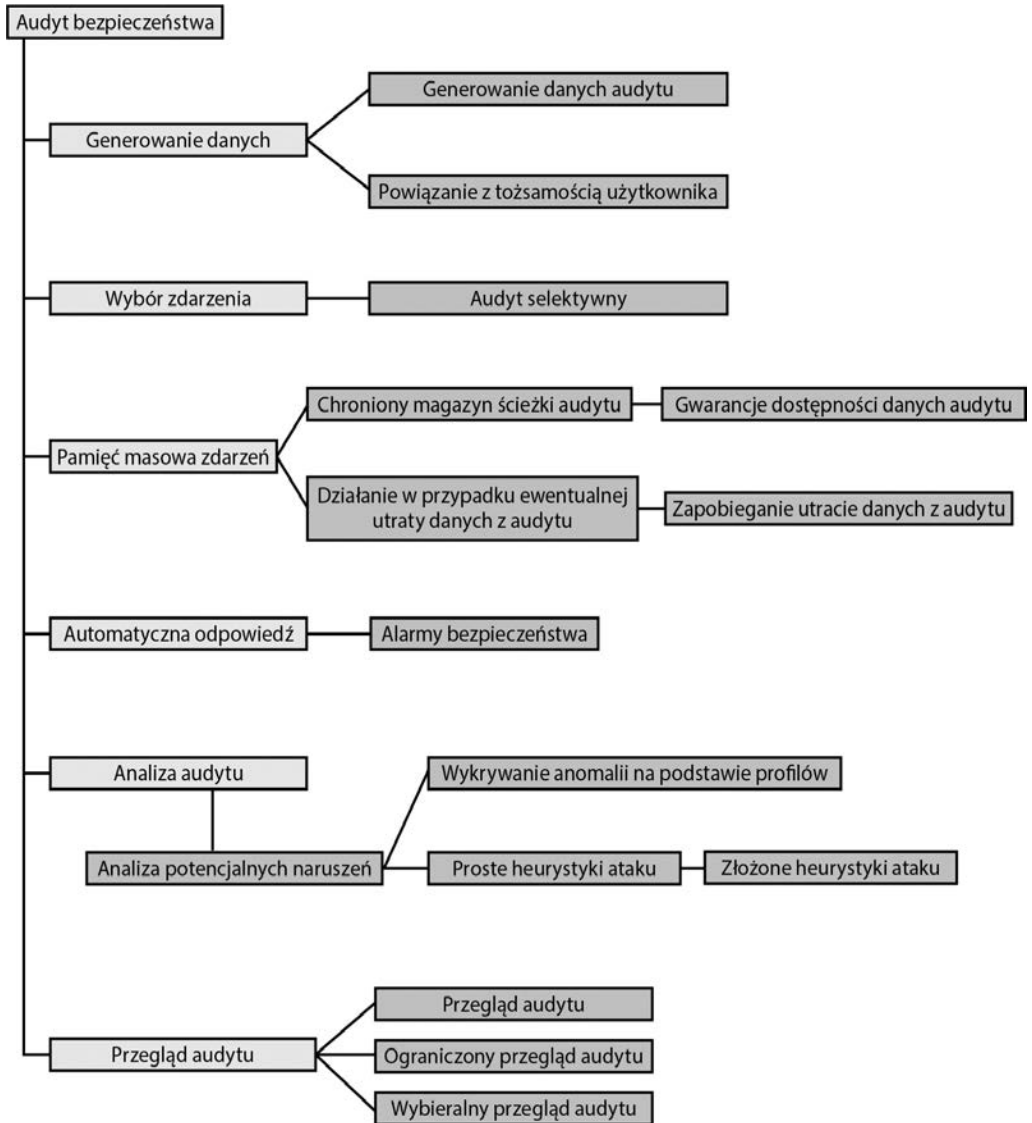 Audyt bezpieczeństwa
Generowanie danych
Generowanie danych audytu
Powiązanie z tożsamością użytkownika
Wybór zdarzenia
Audyt selektywny
Pamięć masowa zdarzeń
Chroniony magazyn ścieżki audytu
Gwarancje dostępności danych audytu
Działanie w przypadku ewentualnej
utraty danych z audytu
Zapobieganie utracie danych z audytu
Automatyczna odpowiedź
Alarmy bezpieczeństwa
Analiza audytu
Analiza potencjalnych naruszeń
Wykrywanie anomalii na podstawie profilów
Proste heurystyki ataku
Złożone heurystyki ataku
Przegląd audytu
Przegląd audytu
Ograniczony przegląd audytu
Wybieralny przegląd audytu